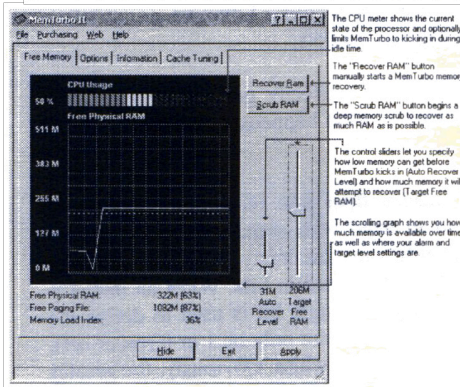 MemTurbo II
File Purchasing Web Help
Free Memory Options Information Cache Tuning
CPU Usage
50 %
Free Physical RAM
511 M
383 M
255 M
127 M
0 M
Recover Ram
Scrub RAM
31M
Auto
Recover
Level
206M
Target
Free
RAM
Free Physical RAM: 322M (63%)
Free Paging File: 1082M (87%)
Memory Load Index: 36%
Hide Exit Apply
The CPU meter shows the current
state of the processor and optionally
limits MemTurbo to kicking in during
idle time.
The "Recover RAM" button
manually starts a MemTurbo memor
recovery.
The "Scrub RAM" button begins a
deep memory scrub to recover as
much RAM as is possible.
The control sliders let you specify
how low memory can get before
MemTurbo kicks in (Auto Recover
Level) and how much memory it wil
attempt to recover (Target Free
RAM).
The scrolling graph shows you how
much memory is available over time
as well as where your alarm and
target level settings are.